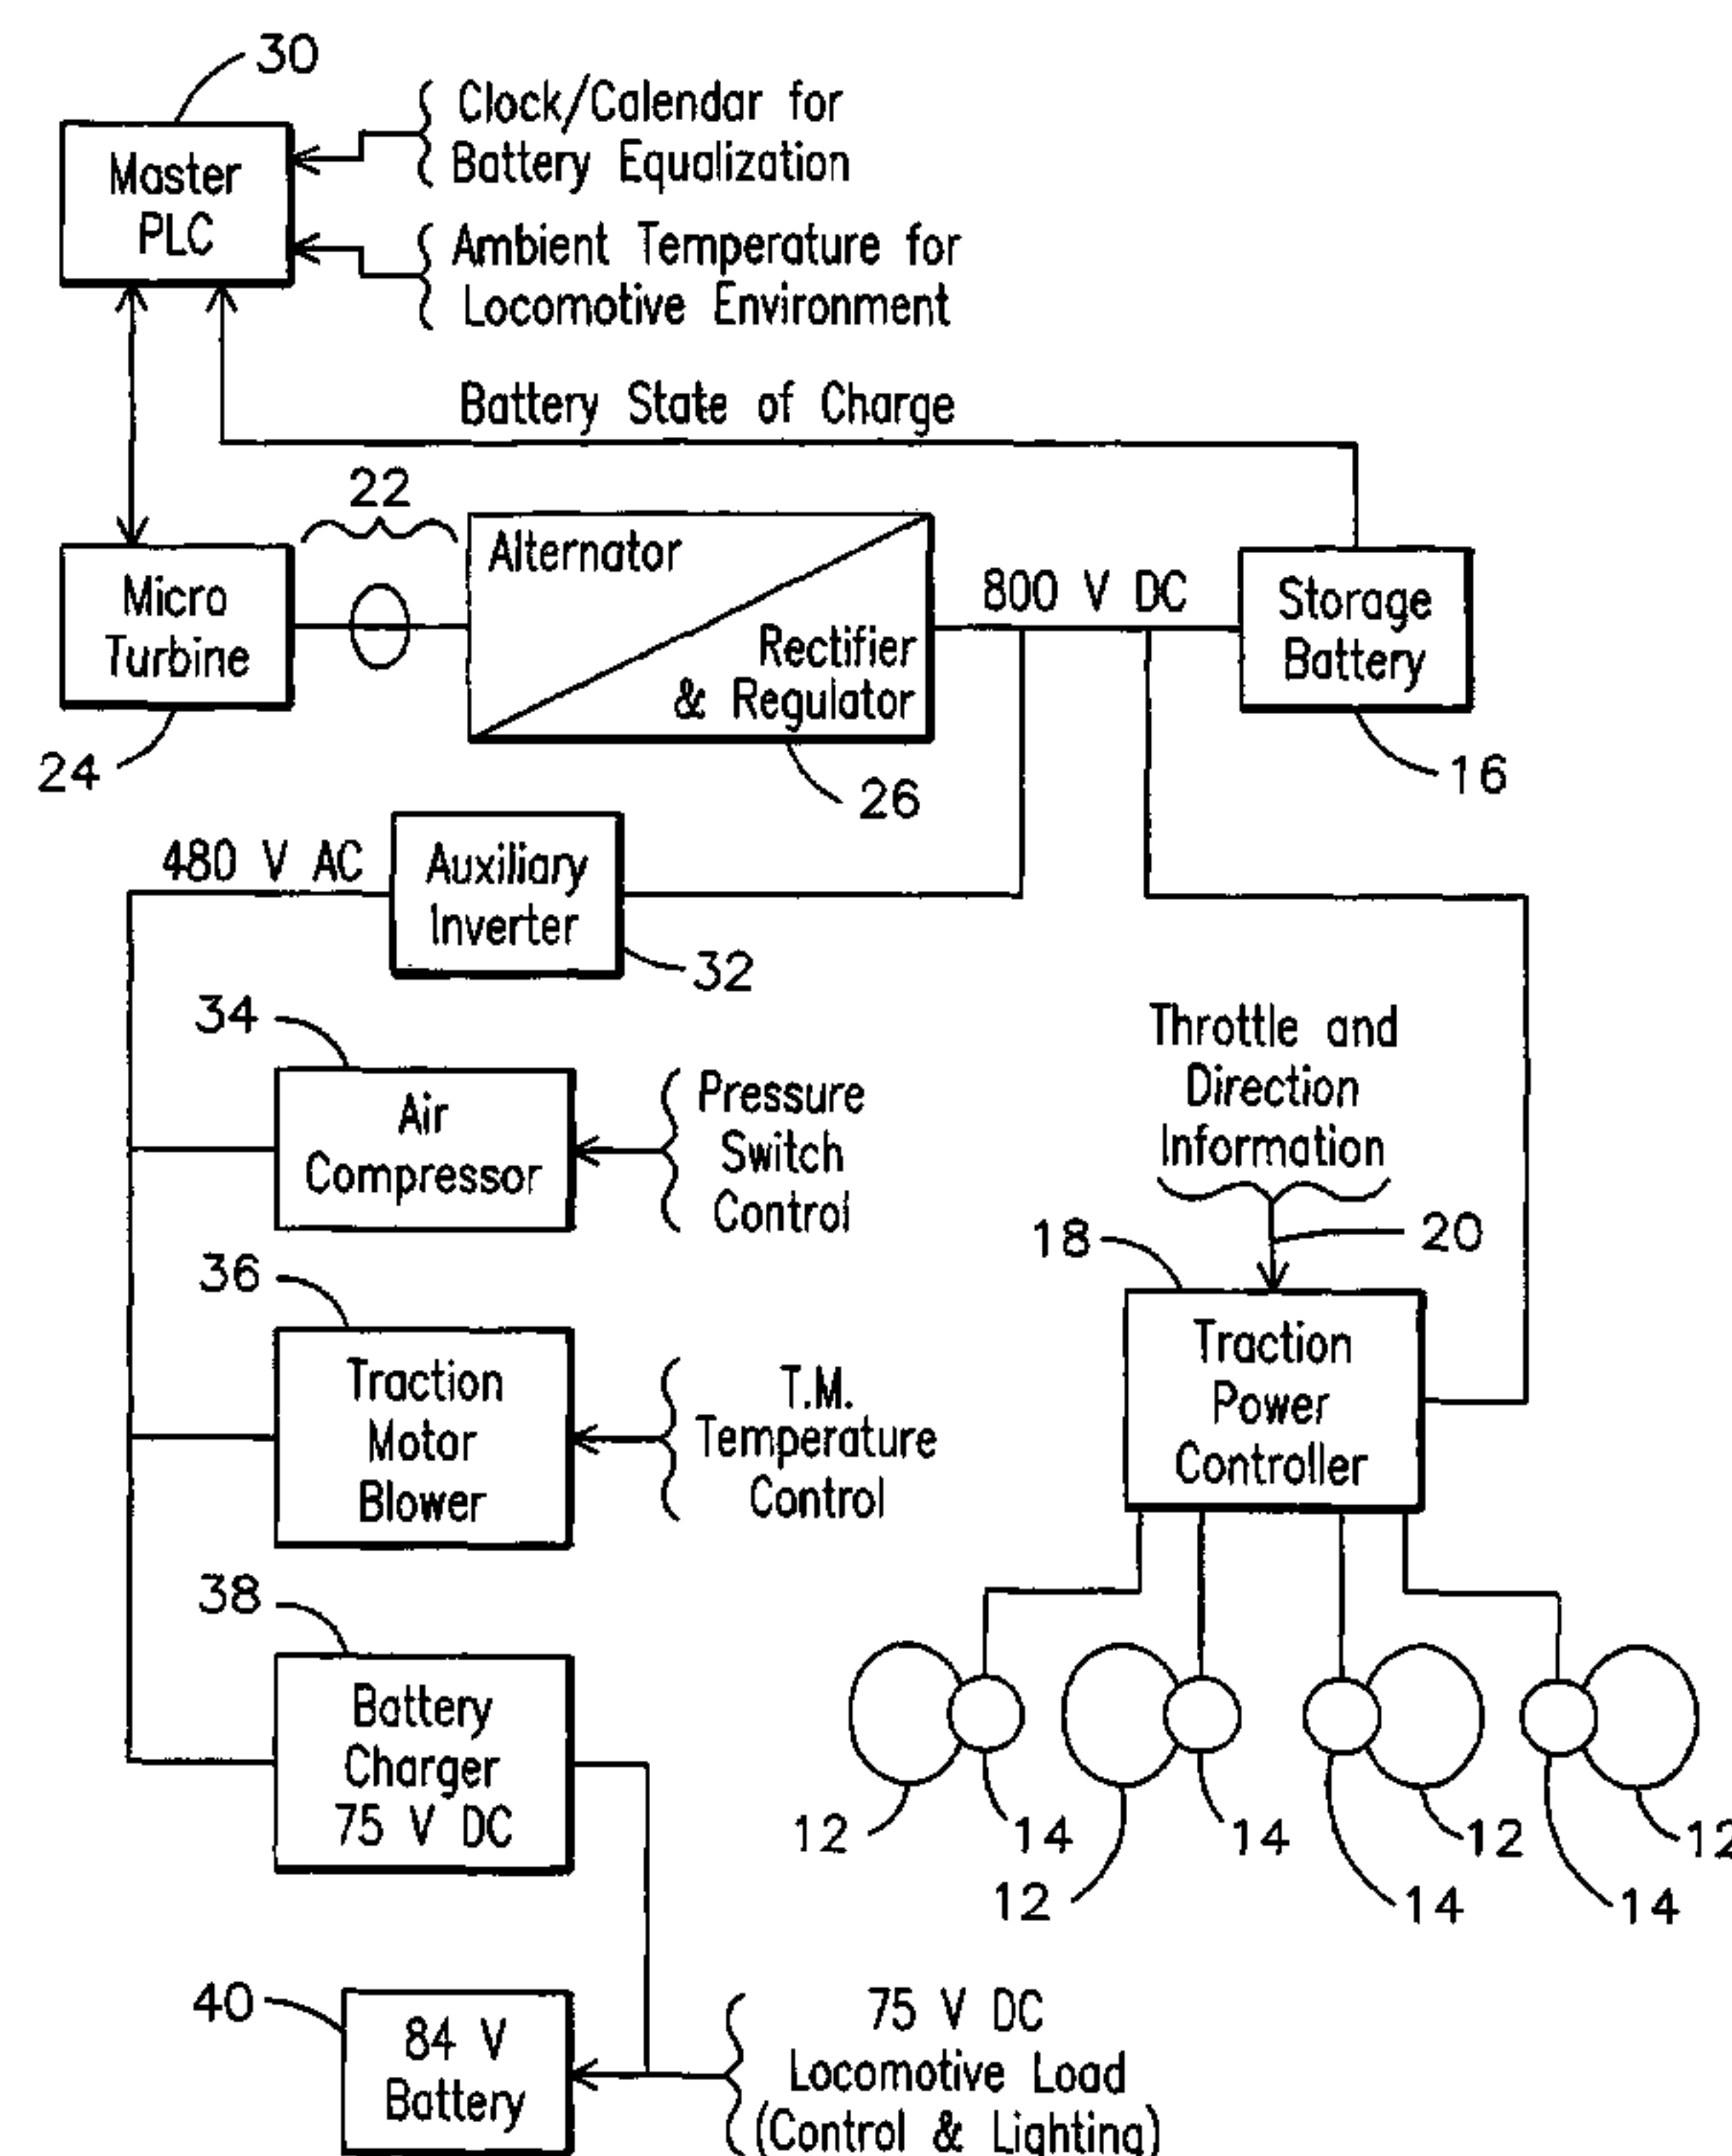 30
Clock/Calendar for
Battery Equalization
Master
PLC
Ambient Temperature for
Locomotive Environment
Battery State of Charge
22
Alternator
Rectifier
& Regulator
800 V DC
Storage
Battery
Micro
Turbine
24
26
16
480 V AC
Auxiliary
Inverter
32
34
Air
Compressor
Pressure
Switch
Control
Throttle and
Direction
Information
18
20
36
Traction
Motor
Blower
T.M.
Temperature
Control
Traction
Power
Controller
38
Battery
Charger
75 V DC
12
14
12
14
14
12
14
12
40
84 V
Battery
75 V DC
Locomotive Load
(Control & Lighting)